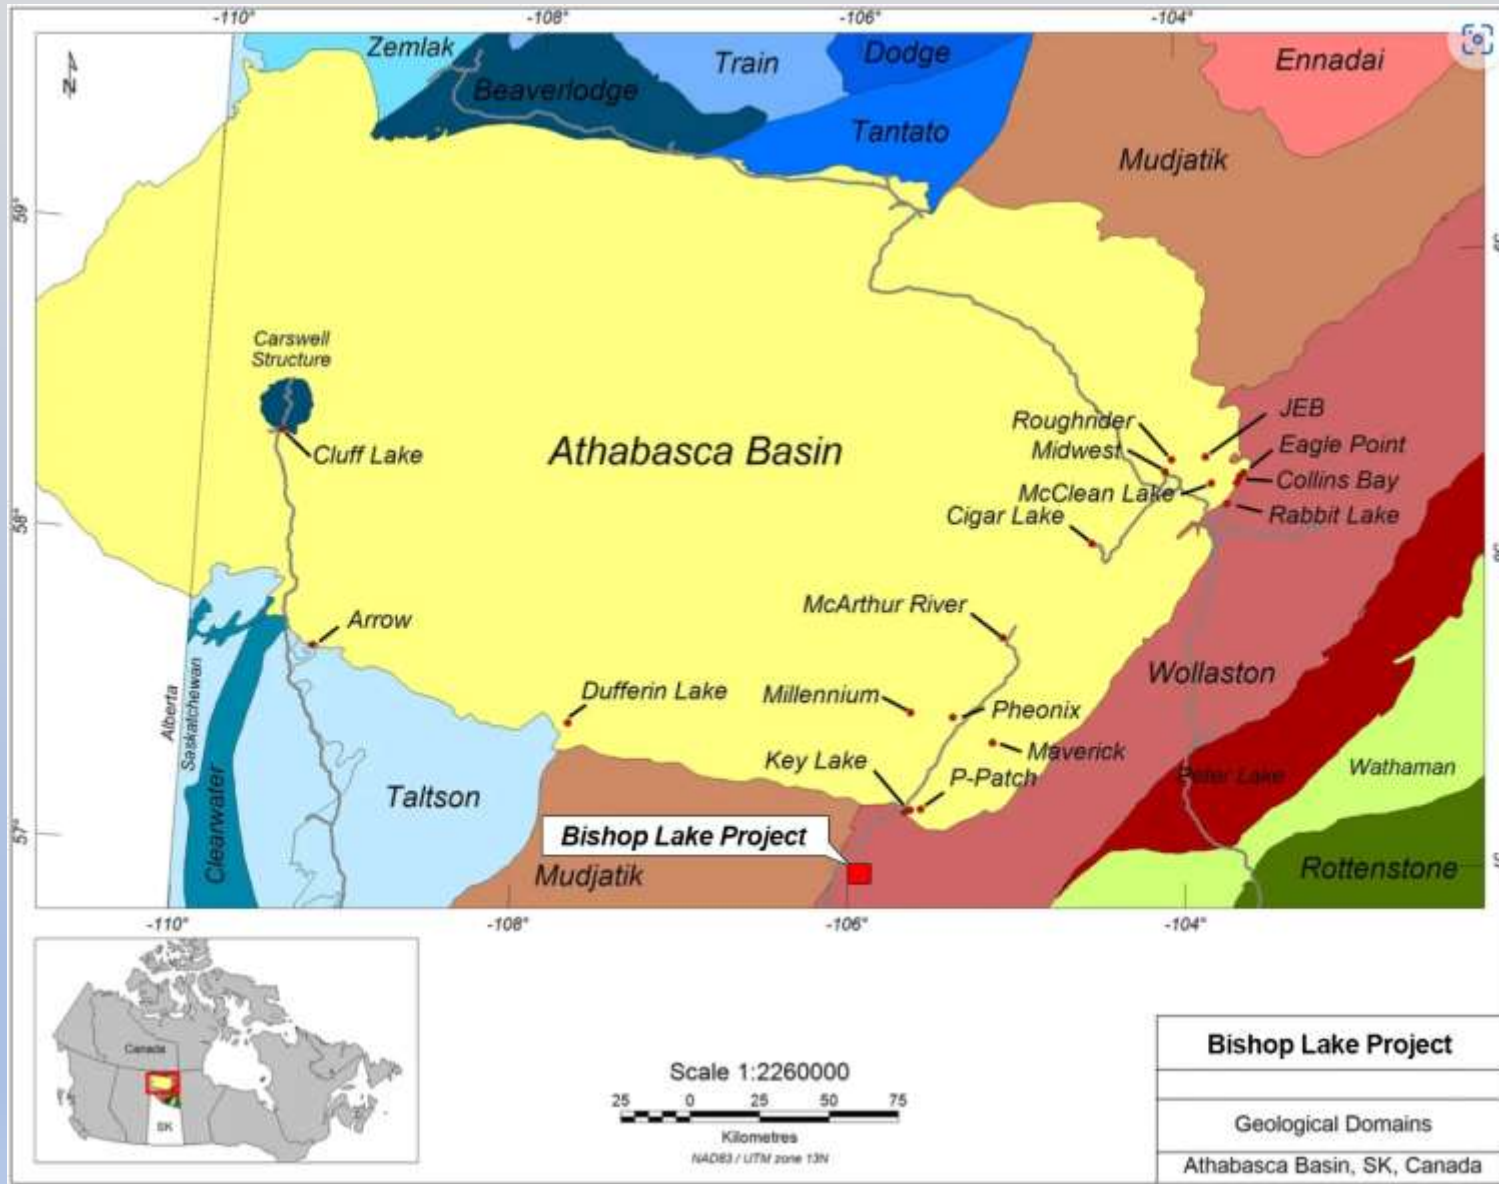 -110°
-108°
-106°
-104°
N
Zemlak
Beaverlodge
Train
Dodge
Tantato
Ennadai
Mudjatik
59°
Carswell
Structure
Cluff Lake
Athabasca Basin
Roughrider
Midwest
McClean Lake
Cigar Lake
JEB
Eagle Point
Collins Bay
Rabbit Lake
58°
McArthur River
Arrow
Dufferin Lake
Millennium
Pheonix
Maverick
Key Lake
P-Patch
Wollaston
Peter Lake
Wathaman
Rottenstone
Alberta
Saskatchewan
Clearwater
Taltson
57°
Bishop Lake Project
Mudjatik
-110°
-108°
-106°
-104°
Canada
SK
Scale 1:2260000
25 0 25 50 75
Kilometres
NAD83 / UTM zone 13N
Bishop Lake Project
Geological Domains
Athabasca Basin, SK, Canada